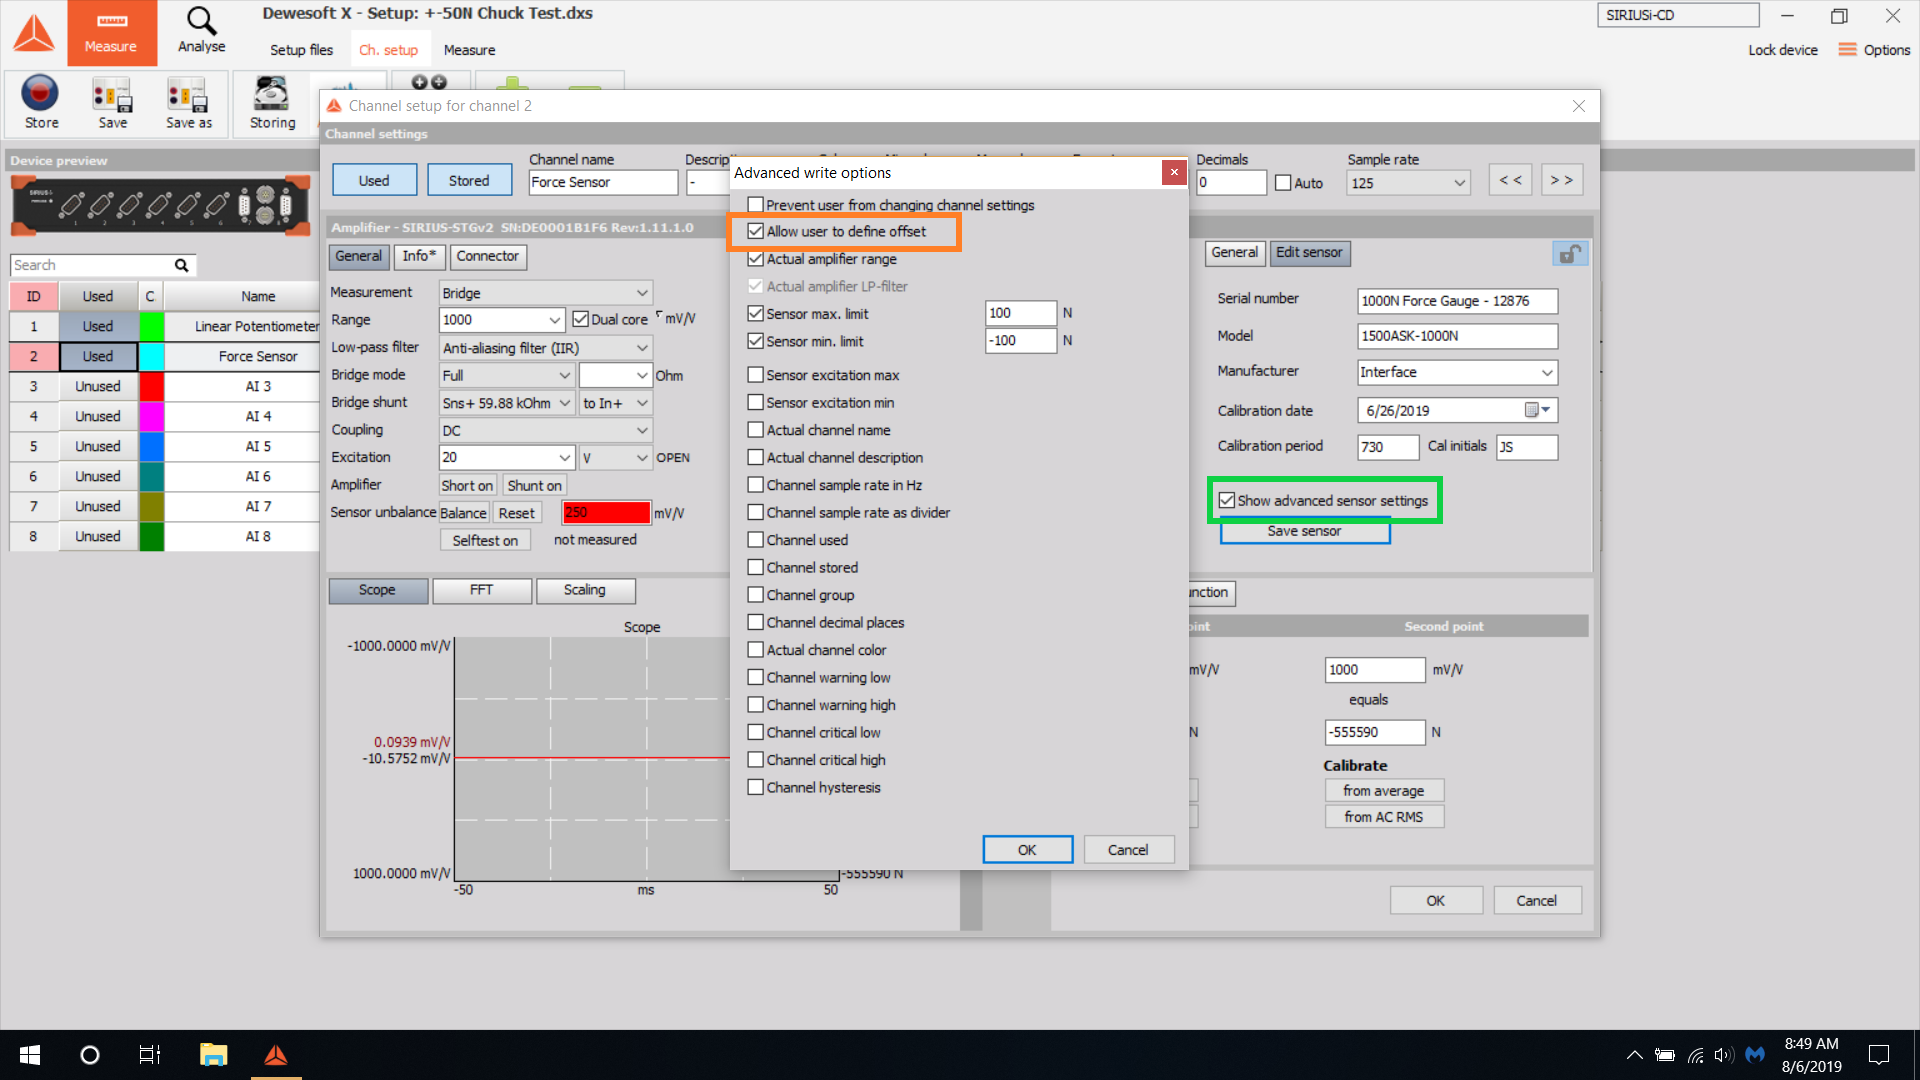 Dewesoft X - Setup: +-50N Chuck Test.dxs
SIRIUSi-CD
Measure
Analyse
Setup files
Ch. setup
Measure
Lock device
Options
Store
Save
Save as
Storing
Channel setup for channel 2
Channel settings
Device preview
Used
Stored
Channel name
Force Sensor
-
Decimals
0
Auto
Sample rate
125
< <
> >
Advanced write options
Prevent user from changing channel settings
Allow user to define offset
Actual amplifier range
Actual amplifier LP-filter
Sensor max. limit
100
N
Sensor min. limit
-100
N
Sensor excitation max
Sensor excitation min
Actual channel name
Actual channel description
Channel sample rate in Hz
Channel sample rate as divider
Channel used
Channel stored
Channel group
Channel decimal places
Actual channel color
Channel warning low
Channel warning high
Channel critical low
Channel critical high
Channel hysteresis
OK
Cancel
Search
ID
Used
C
Name
1
Used
Linear Potentiometer
2
Used
Force Sensor
3
Unused
AI 3
4
Unused
AI 4
5
Unused
AI 5
6
Unused
AI 6
7
Unused
AI 7
8
Unused
AI 8
Amplifier - SIRIUS-STGv2 SN:DE0001B1F6 Rev:1.11.1.0
General
Info*
Connector
Measurement
Bridge
Range
1000
Dual core
mV/V
Low-pass filter
Anti-aliasing filter (IIR)
Bridge mode
Full
Ohm
Bridge shunt
Sns+ 59.88 kOhm
to In+
Coupling
DC
Excitation
20
V
OPEN
Amplifier
Short on
Shunt on
Sensor unbalance
Balance
Reset
250
mV/V
Selftest on
not measured
Scope
FFT
Scaling
Scope
-1000.0000 mV/V
0.0939 mV/V
-10.5752 mV/V
1000.0000 mV/V
-50
ms
50
-555590 N
General
Edit sensor
Serial number
1000N Force Gauge - 12876
Model
1500ASK-1000N
Manufacturer
Interface
Calibration date
6/26/2019
Calibration period
730
Cal initials
JS
Show advanced sensor settings
Save sensor
Second point
mV/V
1000
mV/V
equals
N
-555590
N
Calibrate
from average
from AC RMS
OK
Cancel
8:49 AM
8/6/2019